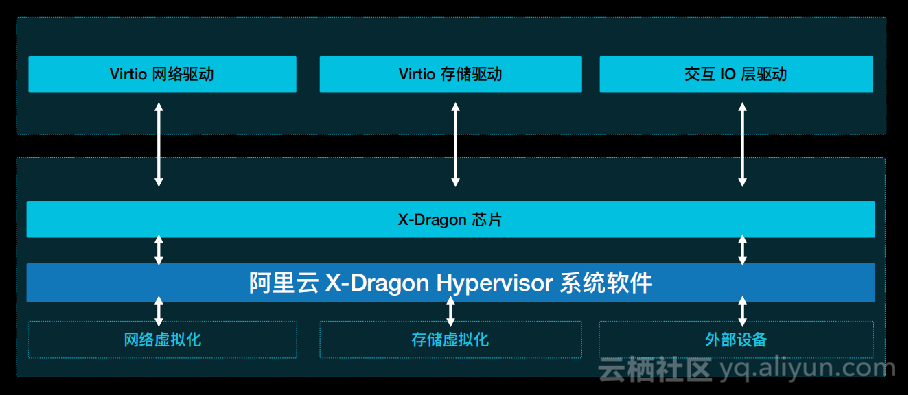 Virtio 网络驱动
Virtio 存储驱动
交互 IO 层驱动
X-Dragon 芯片
阿里云 X-Dragon Hypervisor 系统软件
网络虚拟化
存储虚拟化
外部设备
云栖社区 yq.aliyun.com